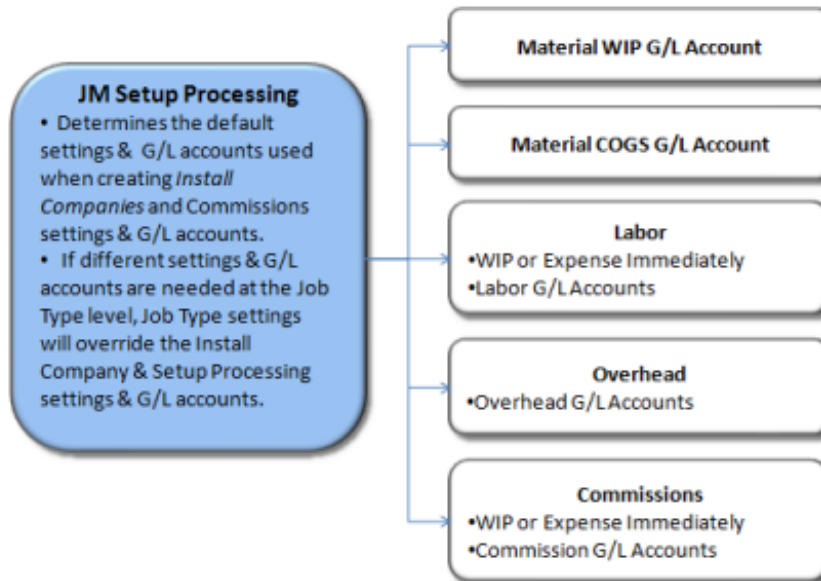 JM Setup Processing
• Determines the default
settings & G/L accounts used
when creating Install
Companies and Commissions
settings & G/L accounts.
• If different settings & G/L
accounts are needed at the Job
Type level, Job Type settings
will override the Install
Company & Setup Processing
settings & G/L accounts.
Material WIP G/L Account
Material COGS G/L Account
Labor
•WIP or Expense Immediately
•Labor G/L Accounts
Overhead
•Overhead G/L Accounts
Commissions
•WIP or Expense Immediately
•Commission G/L Accounts